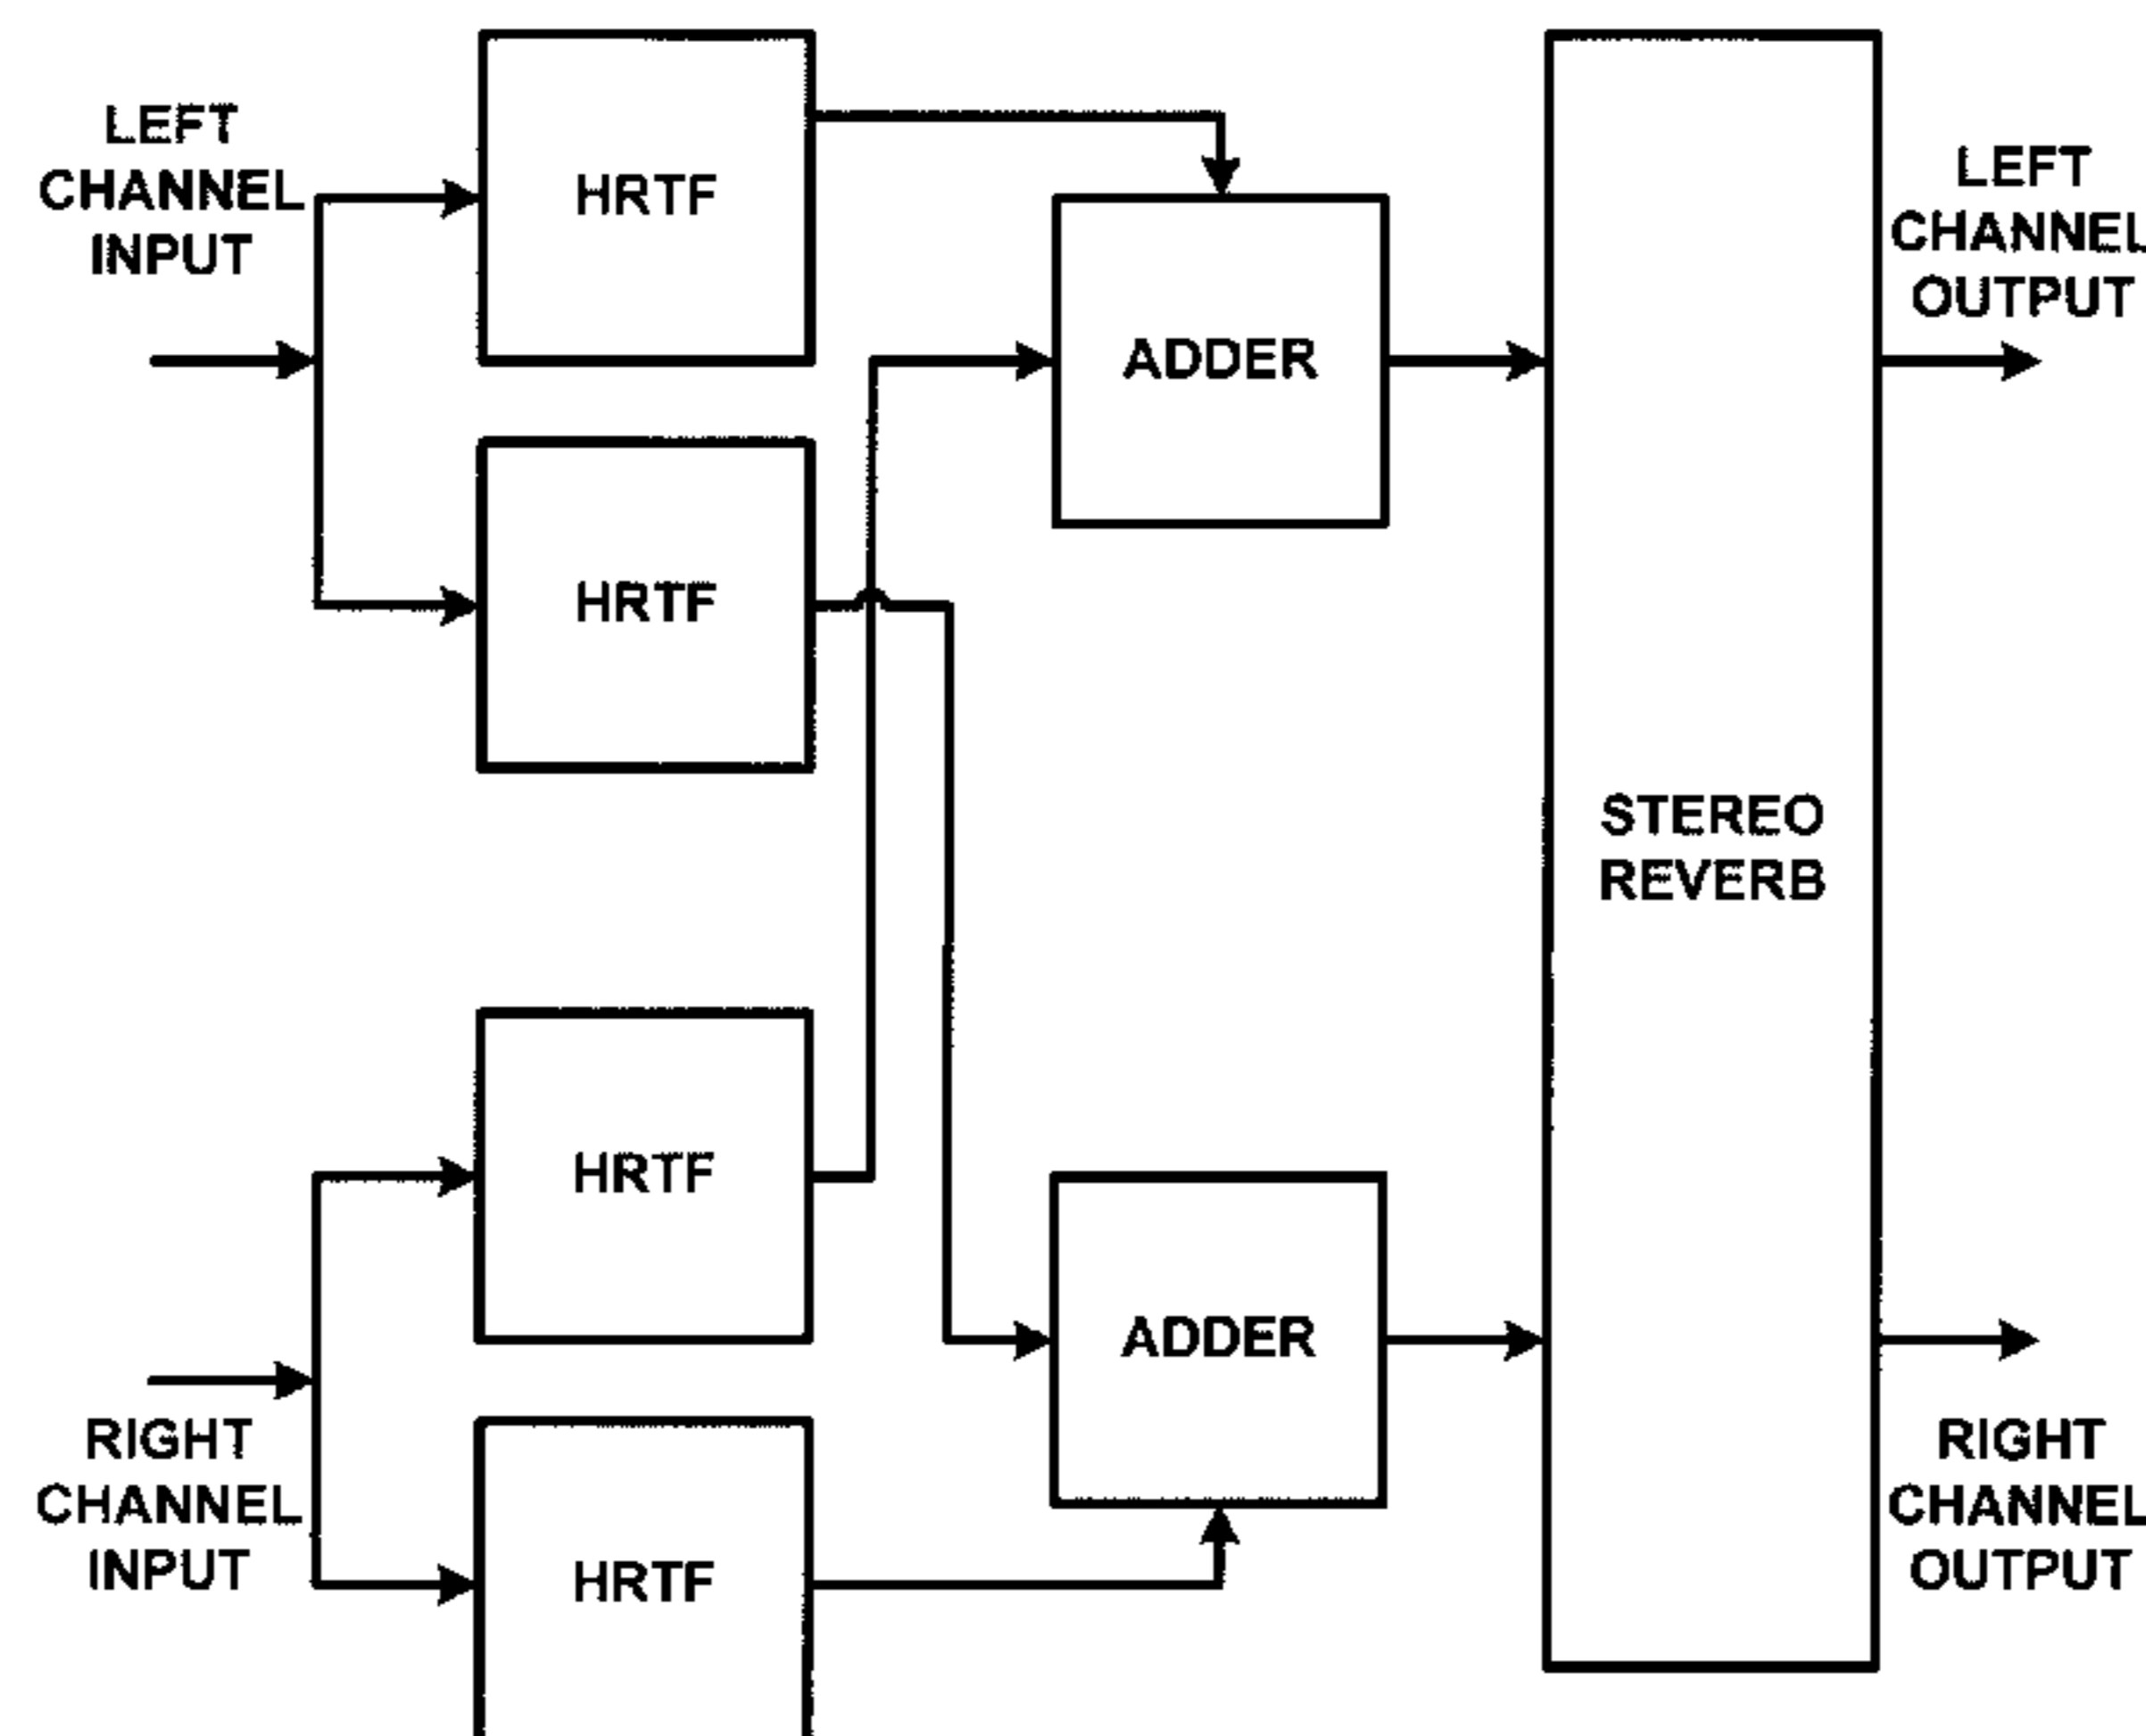 LEFT
CHANNEL
INPUT
HRTF
HRTF
ADDER
LEFT
CHANNEL
OUTPUT
STEREO
REVERB
HRTF
HRTF
ADDER
RIGHT
CHANNEL
INPUT
RIGHT
CHANNEL
OUTPUT